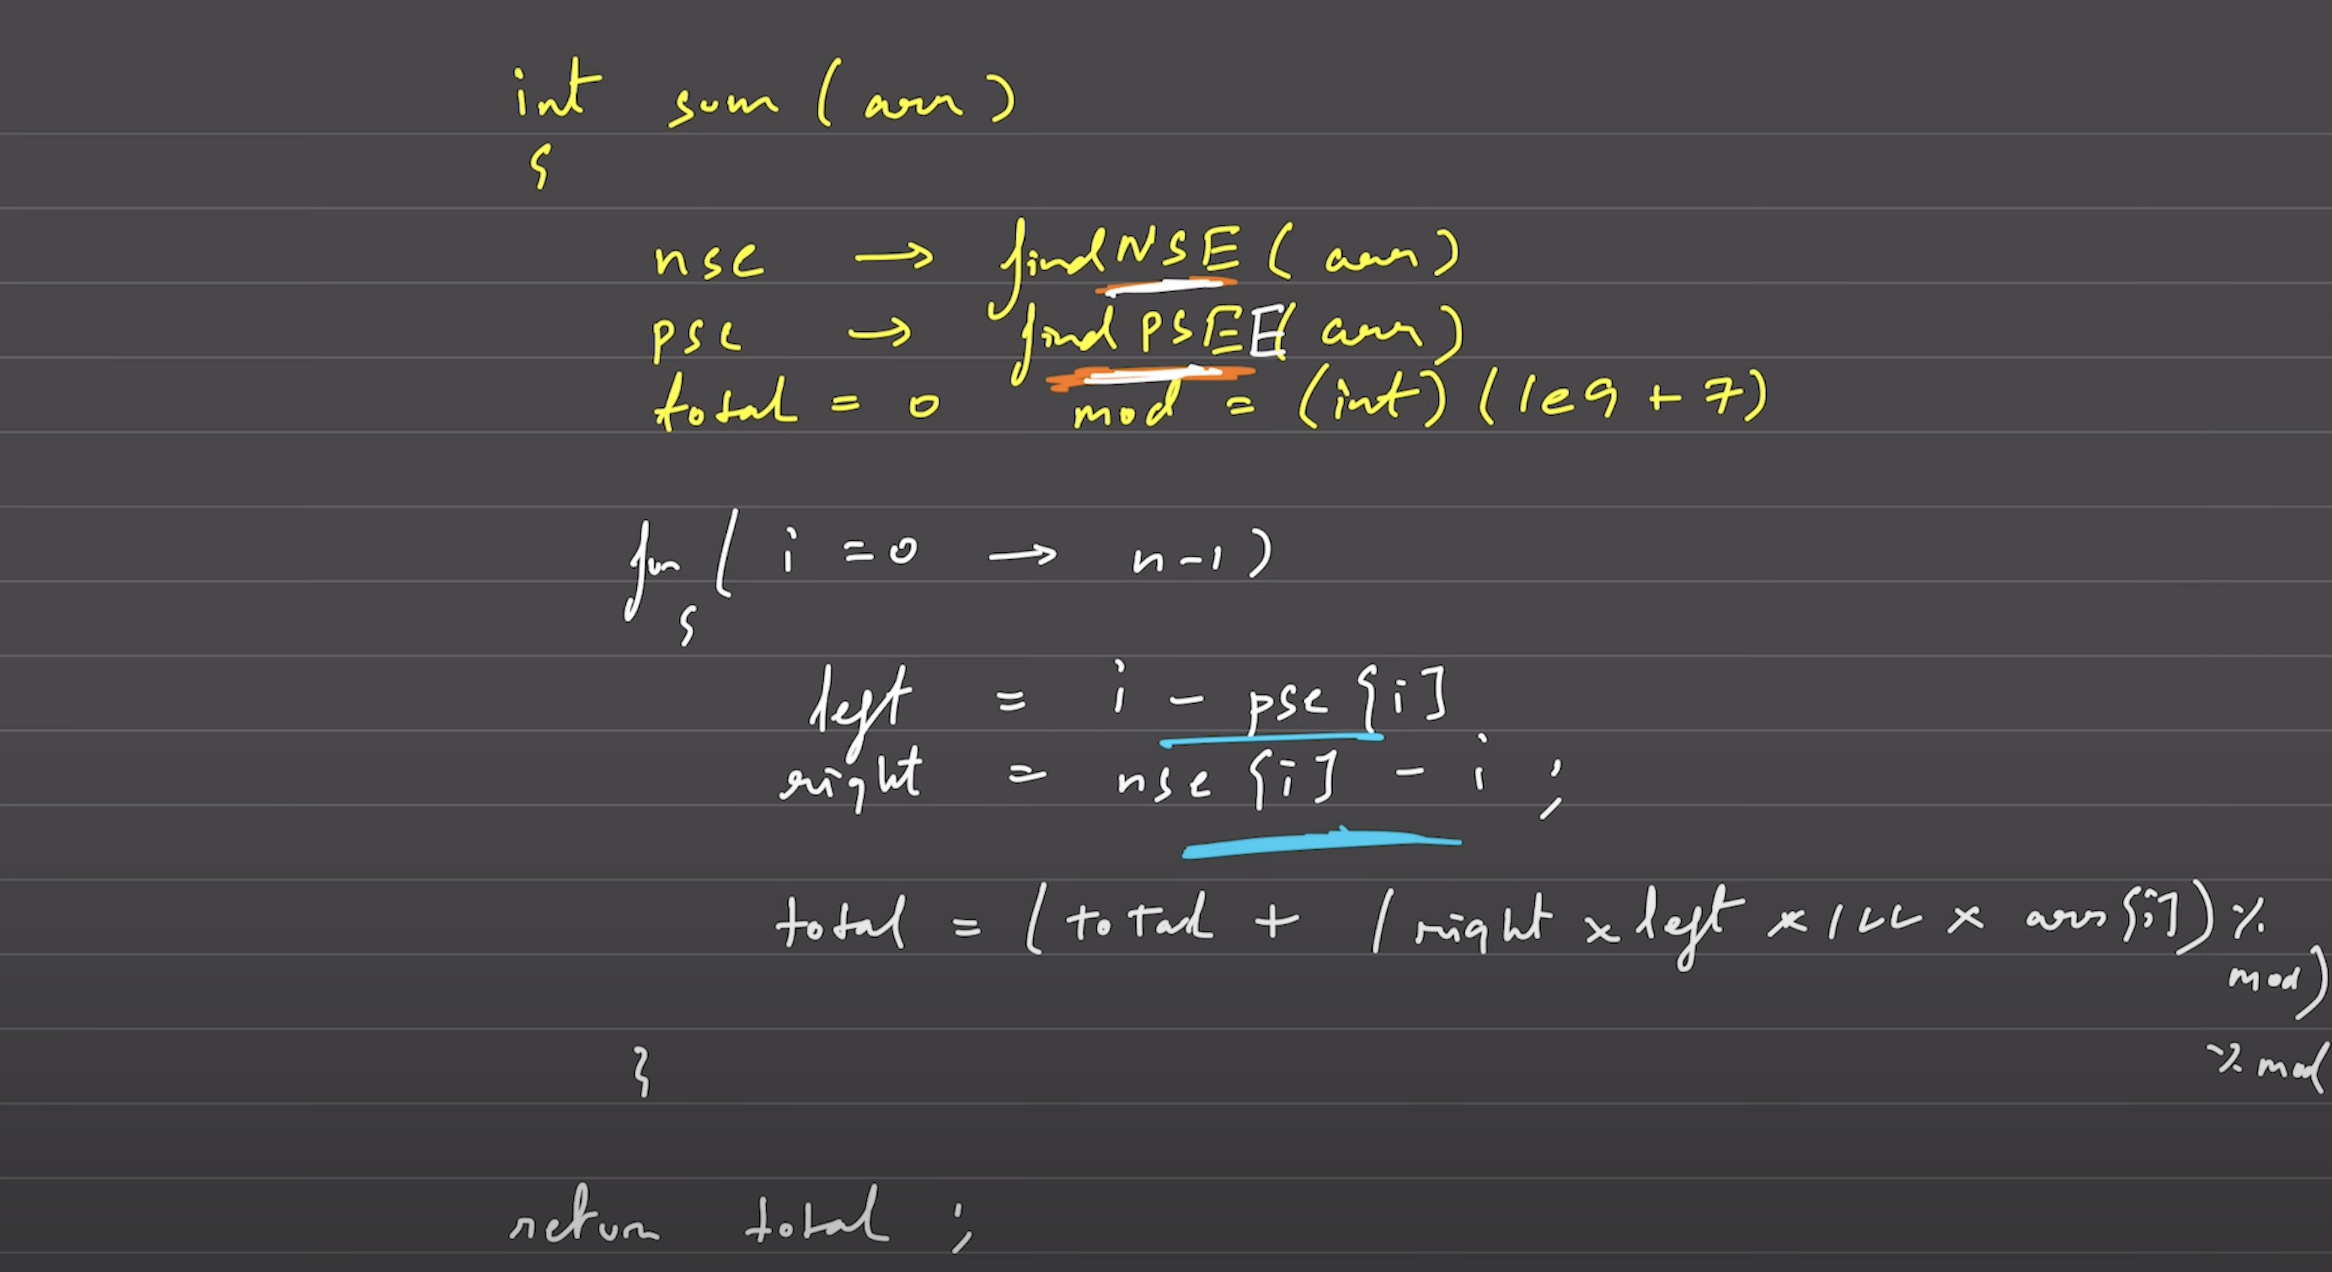 int sum (arr)
{
nse → findNSE (arr)
pse → findPSEE(arr)
total = 0 mod = (int) (1e9 + 7)
for ( i = 0 → n-1)
{
left = i - pse[i]
right = nse[i] - i ;
total = (total + (right x left x 1LL x arr[i]) %
mod)
% mod
}
return total ;